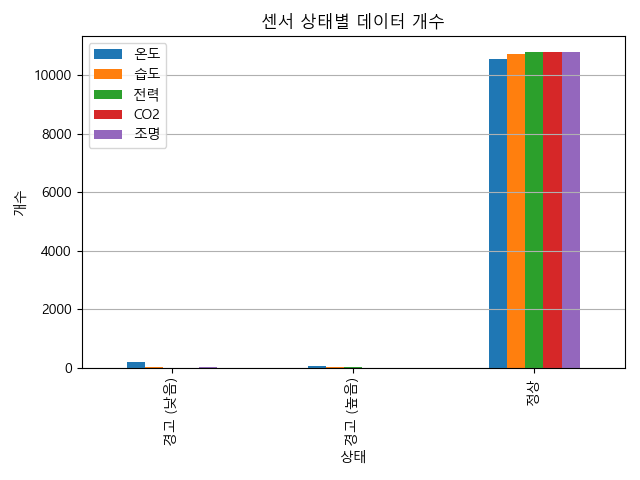 센서 상태별 데이터 개수
온도
습도
전력
CO2
조명
개수
10000
8000
6000
4000
2000
0
경고 (낮음)
경고 (높음)
정상
상태